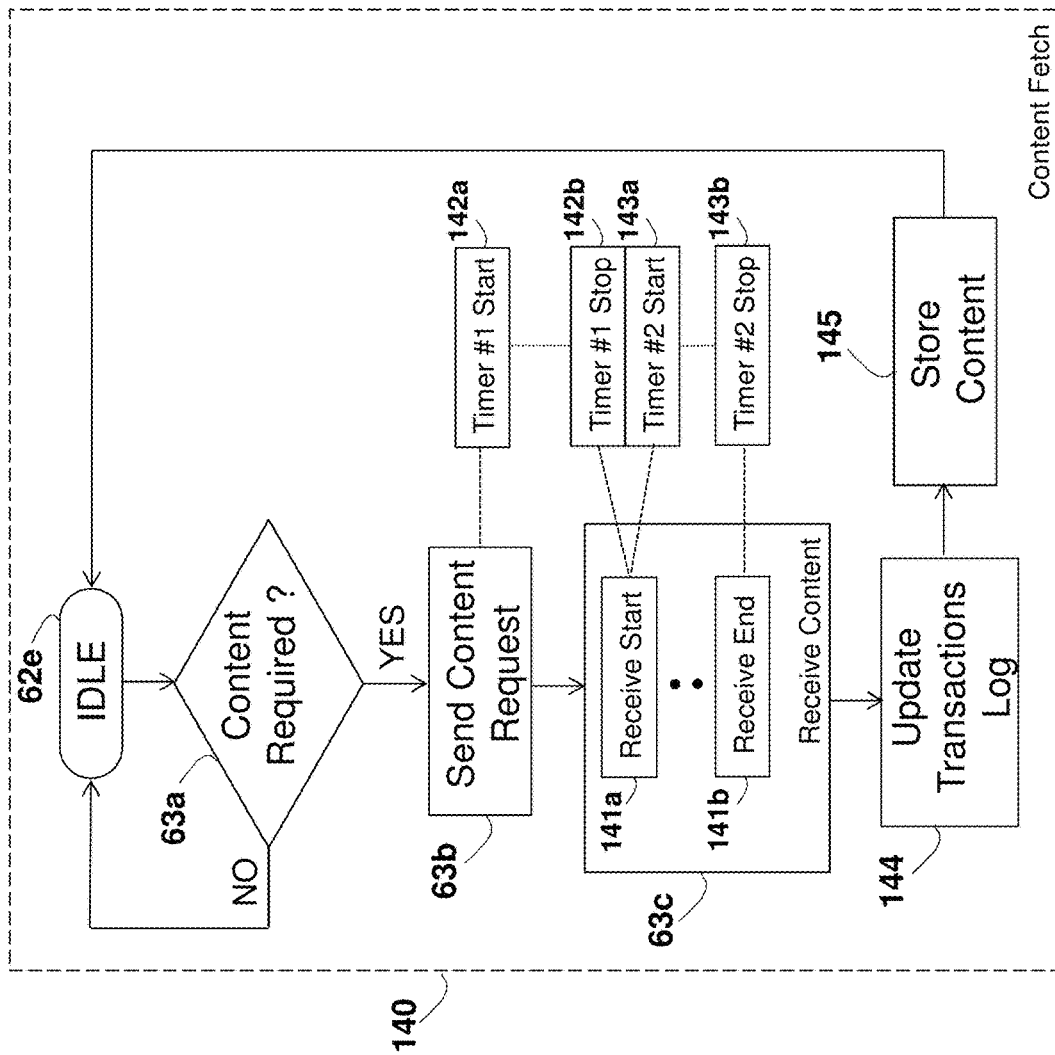 62e
IDLE
63a
Content
Required ?
NO
YES
63b
Send Content
Request
142a
Timer #1 Start
63c
141a
Receive Start
142b
Timer #1 Stop
143a
Timer #2 Start
141b
Receive End
143b
Timer #2 Stop
Receive Content
144
Update
Transactions
Log
145
Store
Content
140
Content Fetch